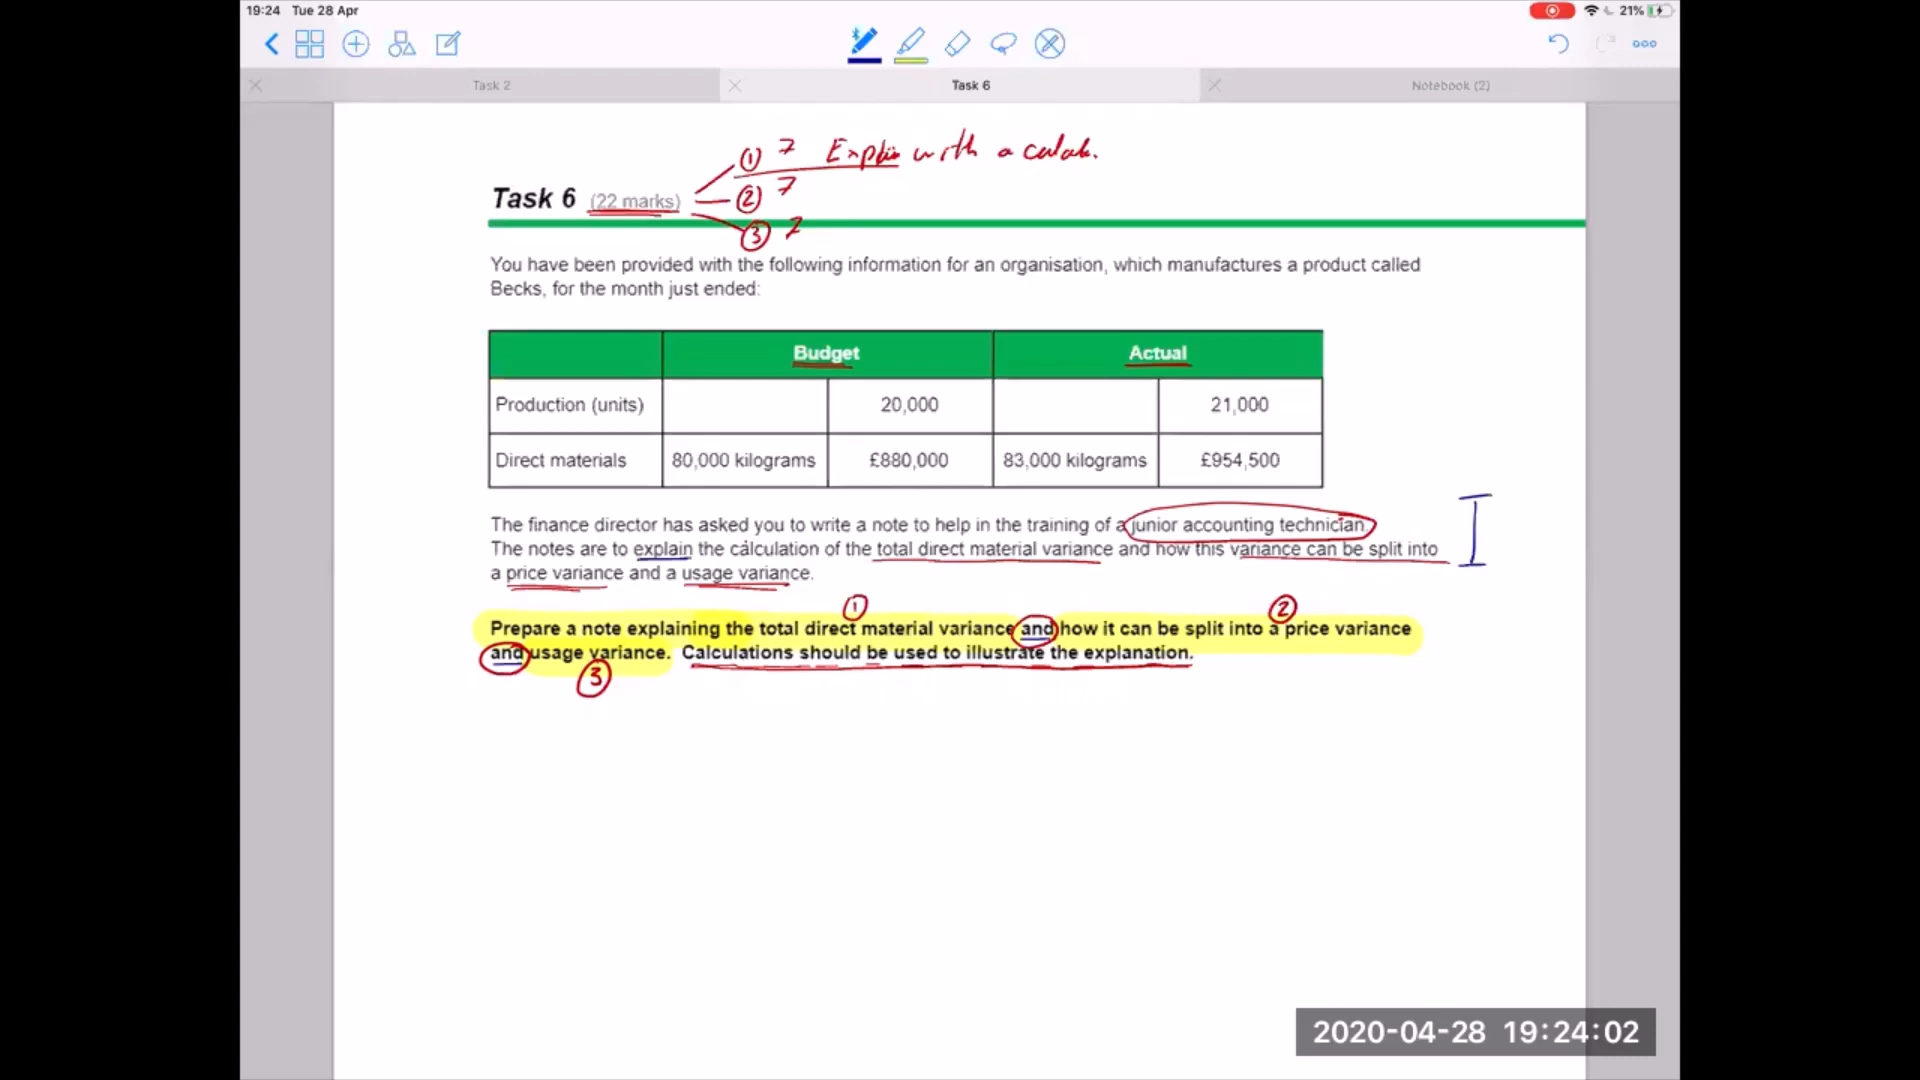 19:24 Tue 28 Apr
21%
Task 2
Task 6
Notebook (2)
① 7 Explain with a calculation.
Task 6 (22 marks)
② 7
③ 7
You have been provided with the following information for an organisation, which manufactures a product called
Becks, for the month just ended:
Budget Actual
Production (units) 20,000 21,000
Direct materials 80,000 kilograms £880,000 83,000 kilograms £954,500
The finance director has asked you to write a note to help in the training of a junior accounting technician.
The notes are to explain the calculation of the total direct material variance and how this variance can be split into
a price variance and a usage variance.
① ②
Prepare a note explaining the total direct material variance and how it can be split into a price variance
and usage variance. Calculations should be used to illustrate the explanation.
③
2020-04-28 19:24:02